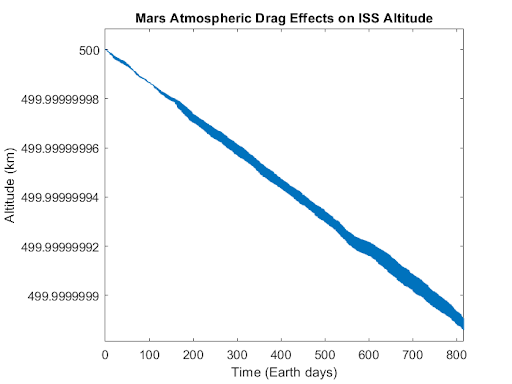 Mars Atmospheric Drag Effects on ISS Altitude
500
499.99999998
499.99999996
499.99999994
499.99999992
499.9999999
Altitude (km)
0 100 200 300 400 500 600 700 800
Time (Earth days)